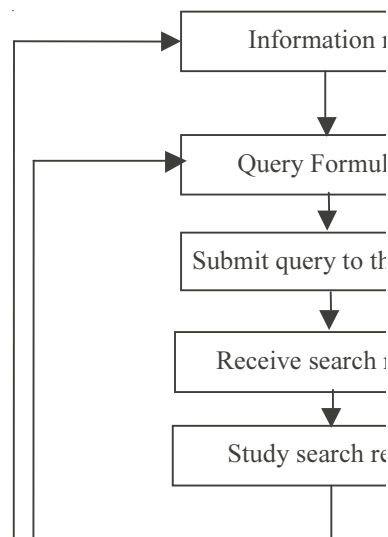 Information
Query Formul
Submit query to th
Receive search
Study search re